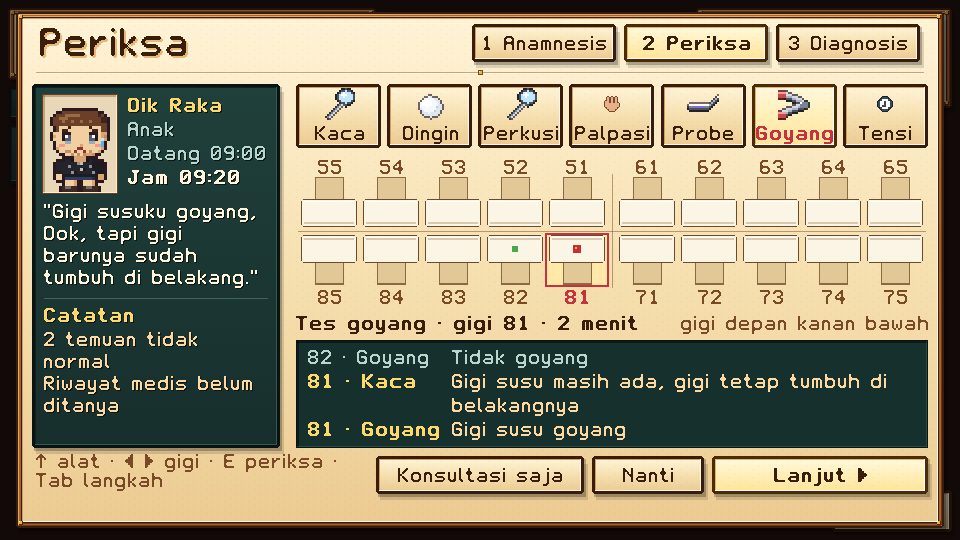 Periksa
1 Anamnesis
2 Periksa
3 Diagnosis
Dik Raka
Anak
Datang 09:00
Jam 09:20
"Gigi susuku goyang,
Dok, tapi gigi
barunya sudah
tumbuh di belakang."
Catatan
2 temuan tidak
normal
Riwayat medis belum
ditanya
Kaca
Dingin
Perkusi
Palpasi
Probe
Goyang
Tensi
55 54 53 52 51 61 62 63 64 65
85 84 83 82 81 71 72 73 74 75
Tes goyang · gigi 81 · 2 menit
gigi depan kanan bawah
82 · Goyang Tidak goyang
81 · Kaca Gigi susu masih ada, gigi tetap tumbuh di
belakangnya
81 · Goyang Gigi susu goyang
↑ alat · ◀ ▶ gigi · E periksa ·
Tab langkah
Konsultasi saja
Nanti
Lanjut ▶